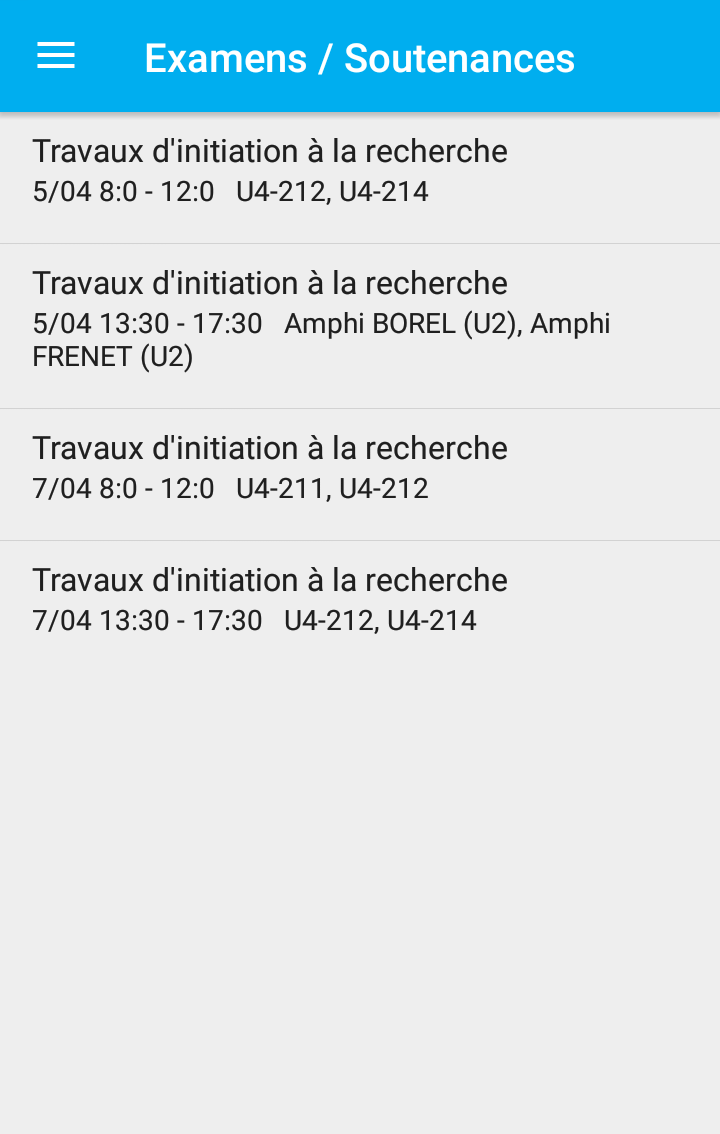 Examens / Soutenances
Travaux d'initiation à la recherche
5/04 8:0 - 12:0   U4-212, U4-214
Travaux d'initiation à la recherche
5/04 13:30 - 17:30   Amphi BOREL (U2), Amphi
FRENET (U2)
Travaux d'initiation à la recherche
7/04 8:0 - 12:0   U4-211, U4-212
Travaux d'initiation à la recherche
7/04 13:30 - 17:30   U4-212, U4-214